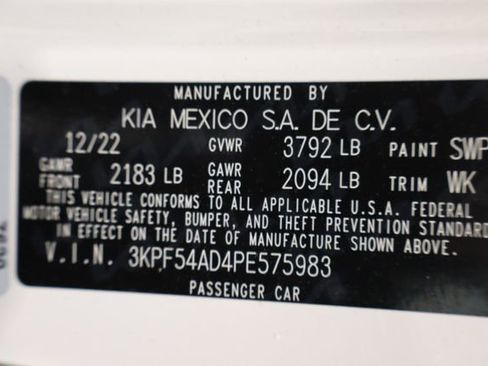 MANUFACTURED BY
KIA MEXICO S.A. DE C.V.
12/22 GVWR 3792 LB PAINT SWP
GAWR FRONT 2183 LB GAWR REAR 2094 LB TRIM WK
THIS VEHICLE CONFORMS TO ALL APPLICABLE U.S.A. FEDERAL
MOTOR VEHICLE SAFETY, BUMPER, AND THEFT PREVENTION STANDARD
IN EFFECT ON THE DATE OF MANUFACTURE SHOWN ABOVE.
V.I.N. 3KPF54AD4PE575983
PASSENGER CAR